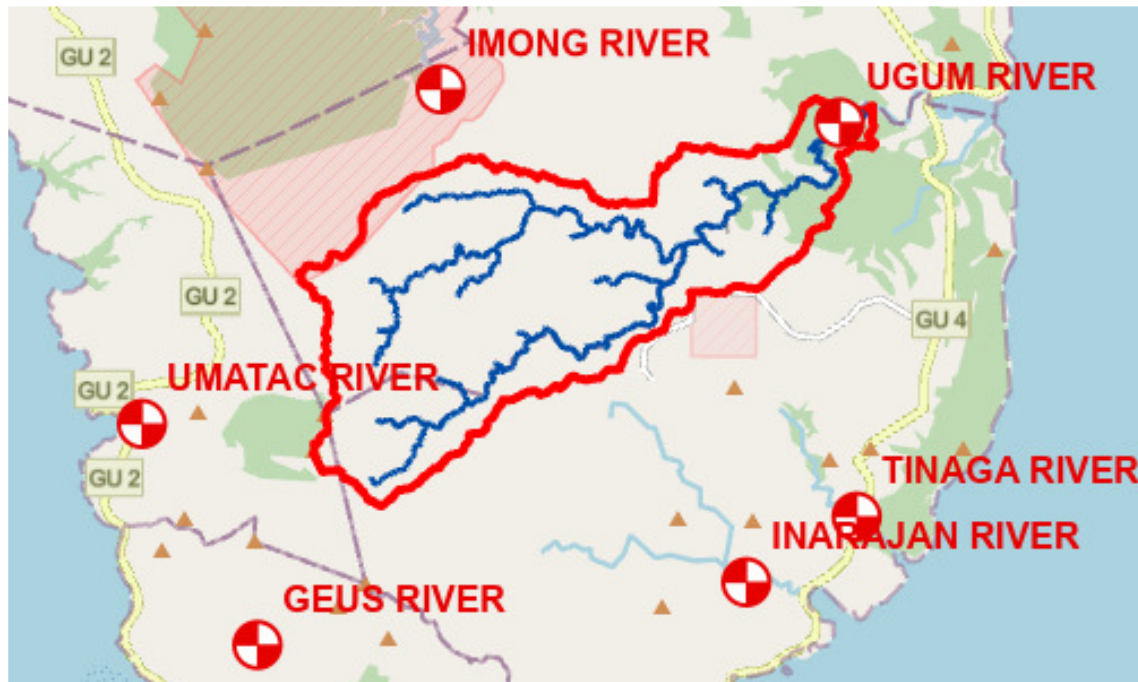 GU 2
IMONG RIVER
UGUM RIVER
GU 2
GU 4
UMATAC RIVER
GU 2
GU 2
TINAGA RIVER
INARAJAN RIVER
GEUS RIVER